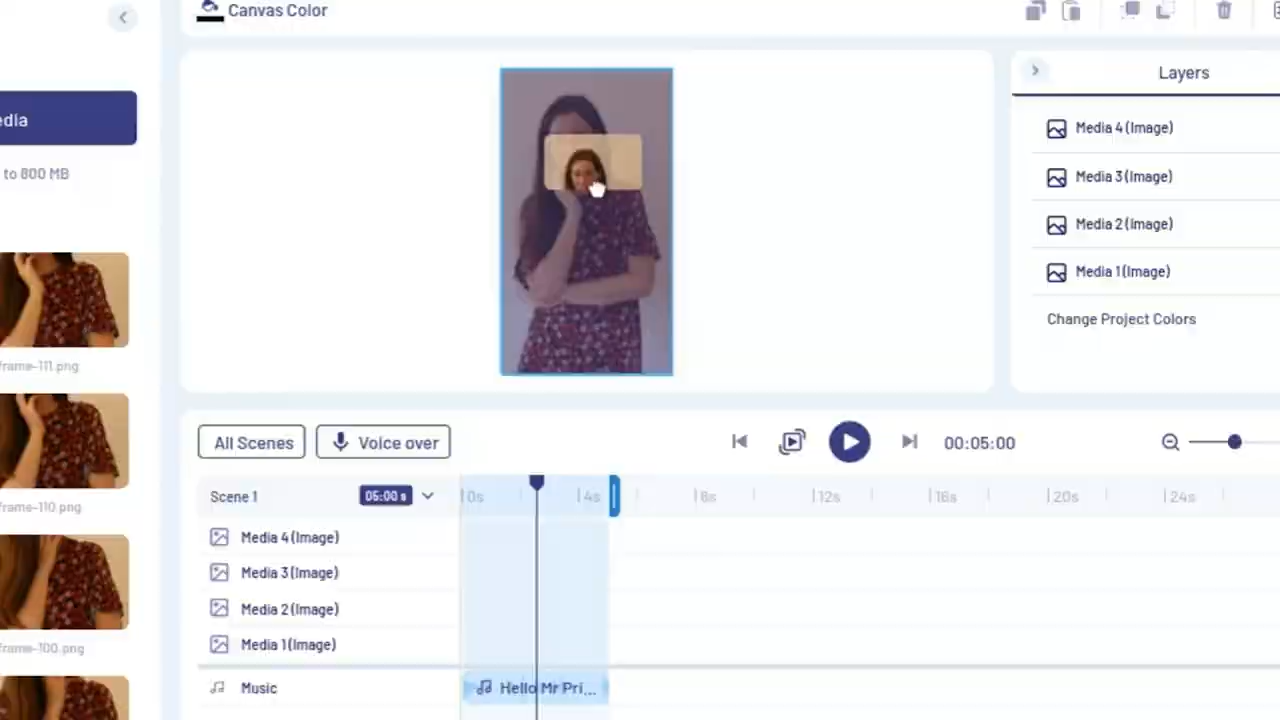 Canvas Color
edia
to 800 MB
Layers
Media 4 (Image)
Media 3 (Image)
Media 2 (Image)
Media 1 (Image)
Change Project Colors
frame-111.png
frame-110.png
frame-100.png
All Scenes
Voice over
00:05:00
Scene 1
05:00 s
0s
4s
8s
12s
16s
20s
24s
Media 4 (Image)
Media 3 (Image)
Media 2 (Image)
Media 1 (Image)
Music
Hello Mr Pri...